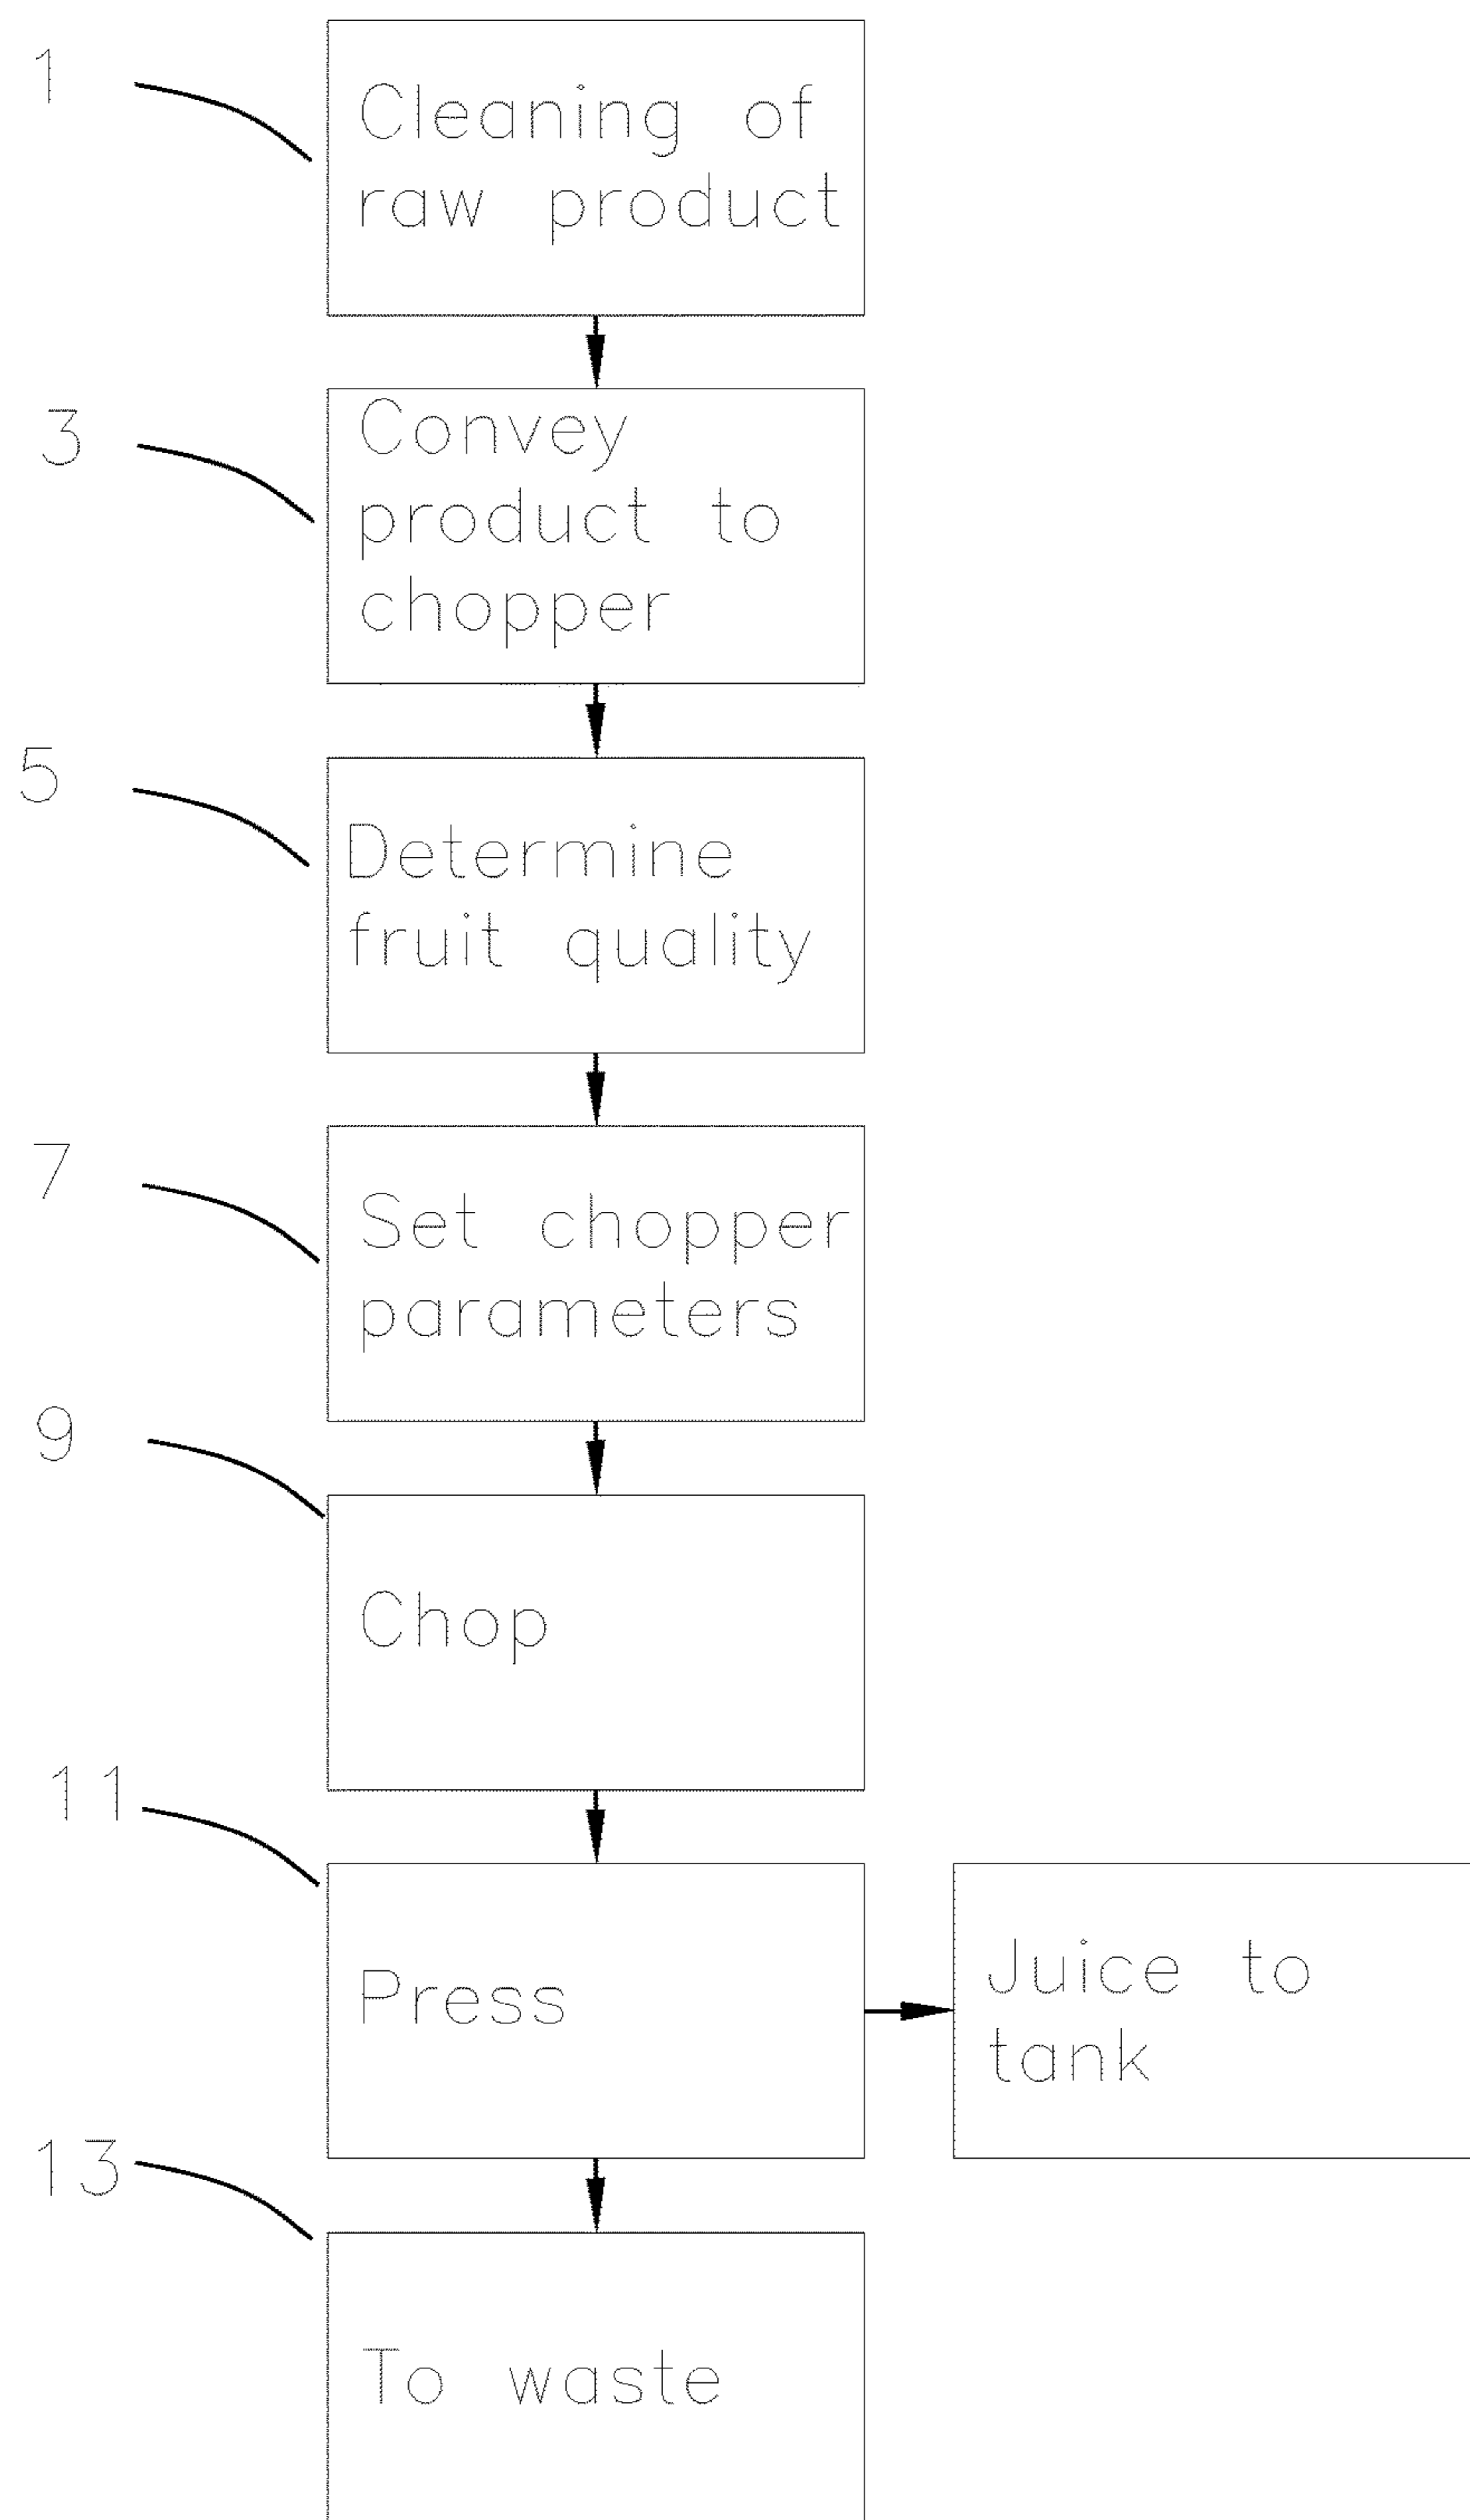 1
Cleaning of
raw product
3
Convey
product to
chopper
5
Determine
fruit quality
7
Set chopper
parameters
9
Chop
11
Press
Juice to
tank
13
To waste